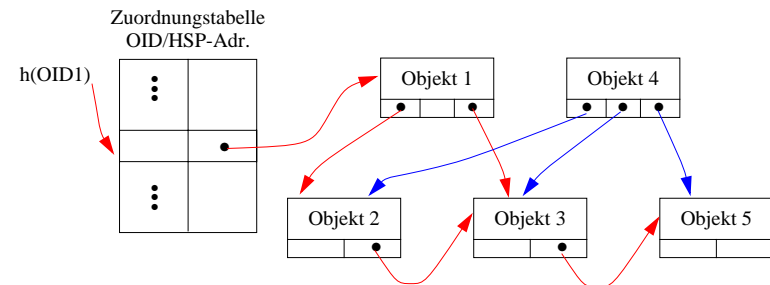 Zuordnungstabelle
OID/HSP-Adr.
h(OID1)
Objekt 1
Objekt 4
Objekt 2
Objekt 3
Objekt 5